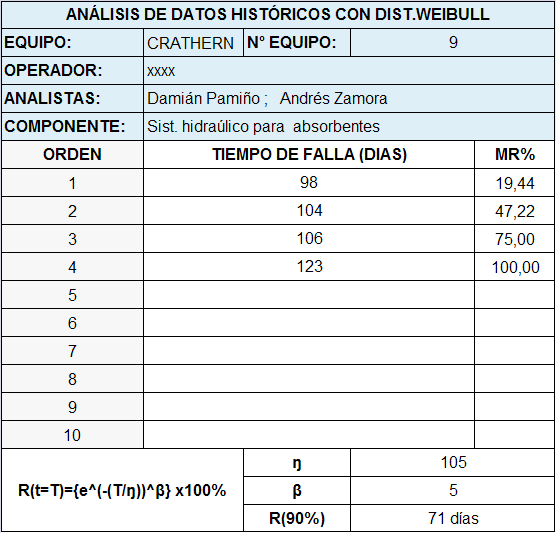 ANÁLISIS DE DATOS HISTÓRICOS CON DIST.WEIBULL
EQUIPO: CRATHERN Nº EQUIPO: 9
OPERADOR: xxxx
ANALISTAS: Damián Pamiño ; Andrés Zamora
COMPONENTE: Sist. hidraúlico para absorbentes
ORDEN TIEMPO DE FALLA (DIAS) MR%
1 98 19,44
2 104 47,22
3 106 75,00
4 123 100,00
5
6
7
8
9
10
R(t=T)={e^(-(T/ŋ))^β} x100%
ŋ 105
β 5
R(90%) 71 días